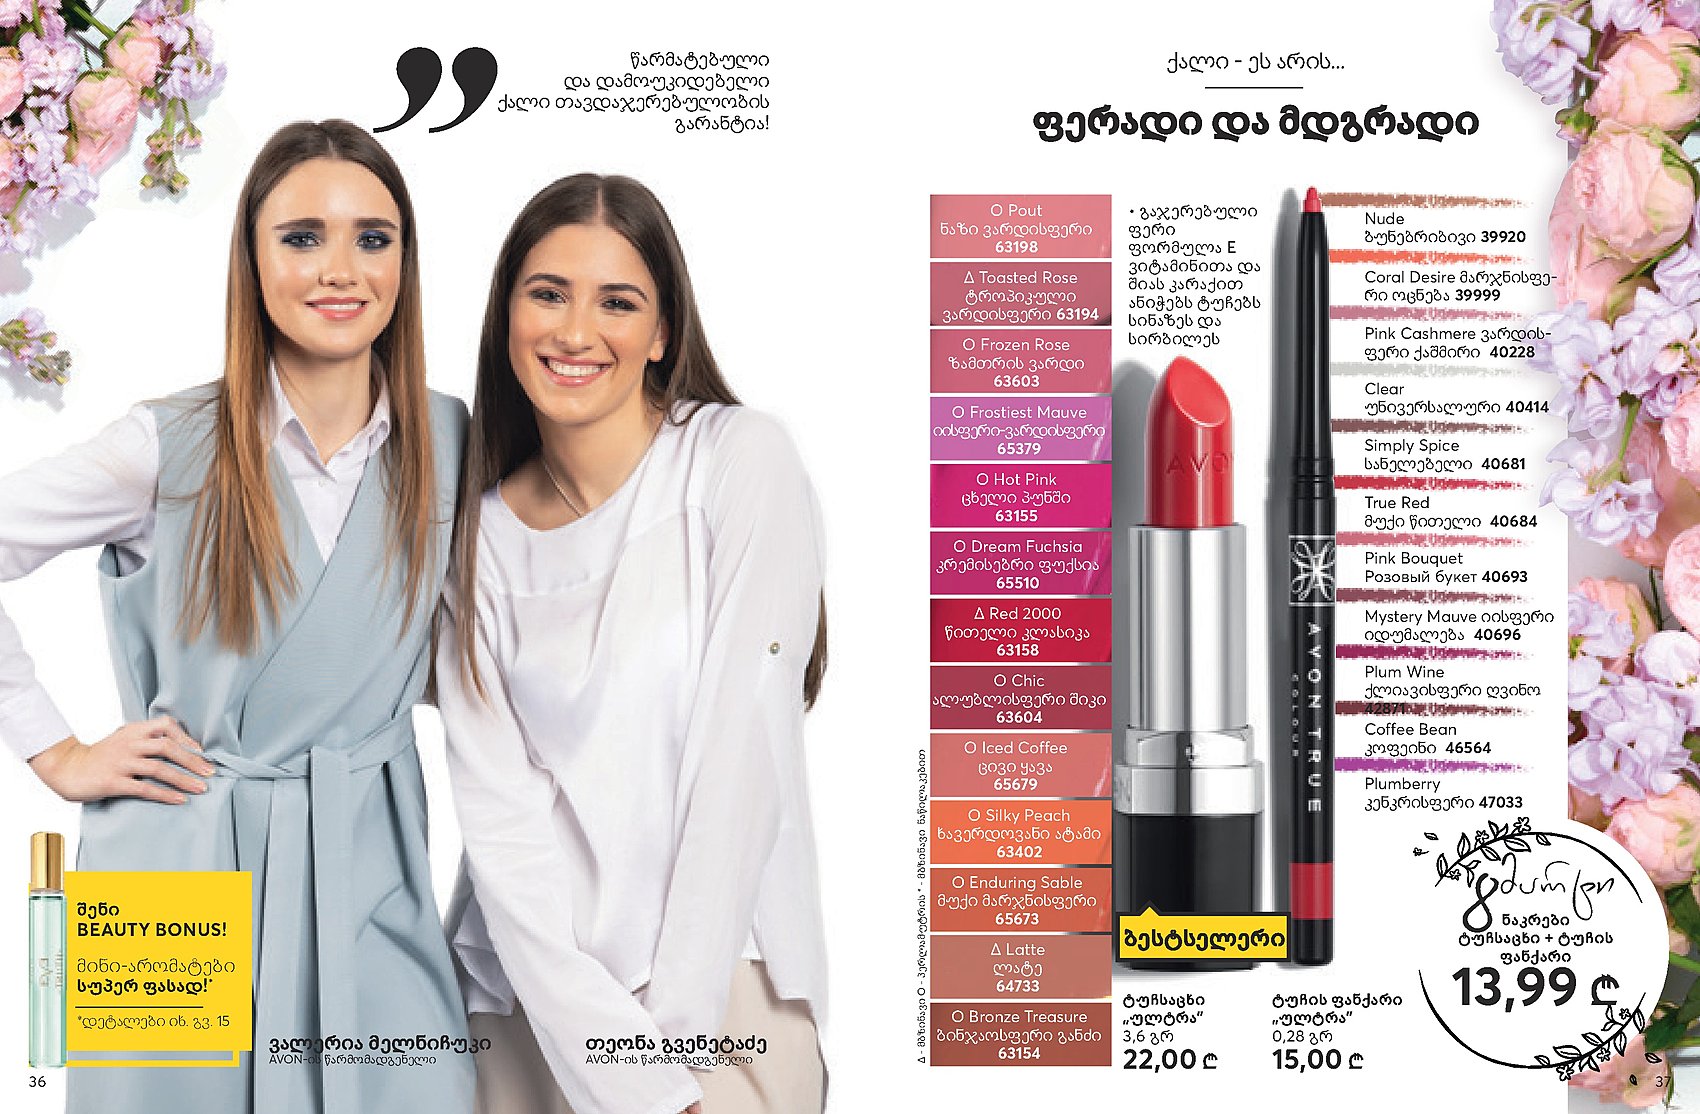 წარმატებული
და დამოუკიდებელი
ქალი თავდაჯერებულობის
გარანტია!
შენი
BEAUTY BONUS!
მინი-არომატები
სუპერ ფასად!*
*დეტალები იხ. გვ. 15
ვალერია მელნიჩუკი
AVON-ის წარმომადგენელი
თეონა გვენეტაძე
AVON-ის წარმომადგენელი
36
ქალი - ეს არის...
ფერადი და მდგრადი
O Pout
ნაზი ვარდისფერი
63198
Δ Toasted Rose
ტროპიკული
ვარდისფერი 63194
O Frozen Rose
ზამთრის ვარდი
63603
O Frostiest Mauve
იისფერი-ვარდისფერი
65379
O Hot Pink
ცხელი პუნში
63155
O Dream Fuchsia
კრემისებრი ფუქსია
65510
Δ Red 2000
წითელი კლასიკა
63158
O Chic
ალუბლისფერი შიკი
63604
O Iced Coffee
ცივი ყავა
65679
O Silky Peach
ხავერდოვანი ატამი
63402
O Enduring Sable
მუქი მარჯნისფერი
65673
Δ Latte
ლატე
64733
O Bronze Treasure
ბინჯაოსფერი განძი
63154
Δ - მბზინავი O - პერლამუტრის * - მბზინავი ნაწილაკებით
• გაჯერებული
ფერი
ფორმულა E
ვიტამინითა და
შიას კარაქით
ანიჭებს ტუჩებს
სინაზეს და
სირბილეს
AVON
ბესტსელერი
ტუჩსაცხი
„ულტრა“
3,6 გრ
22,00 ₾
AVON TRUE
COLOUR
ტუჩის ფანქარი
„ულტრა“
0,28 გრ
15,00 ₾
Nude
ბუნებრიბივი 39920
Coral Desire მარჯნისფე-
რი ოცნება 39999
Pink Cashmere ვარდის-
ფერი ქაშმირი 40228
Clear
უნივერსალური 40414
Simply Spice
სანელებელი 40681
True Red
მუქი წითელი 40684
Pink Bouquet
Розовый букет 40693
Mystery Mauve იისფერი
იდუმალება 40696
Plum Wine
ქლიავისფერი ღვინო
42871
Coffee Bean
კოფეინი 46564
Plumberry
კენკრისფერი 47033
ნაკრები
ტუჩსაცხი + ტუჩის
ფანქარი
13,99 ₾
37